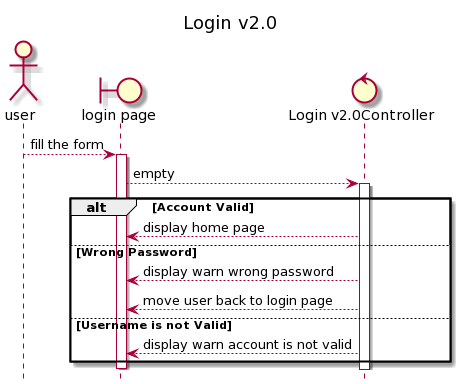 Login v2.0
user
login page
Login v2.0Controller
fill the form
empty
alt [Account Valid]
display home page
[Wrong Password]
display warn wrong password
move user back to login page
[Username is not Valid]
display warn account is not valid